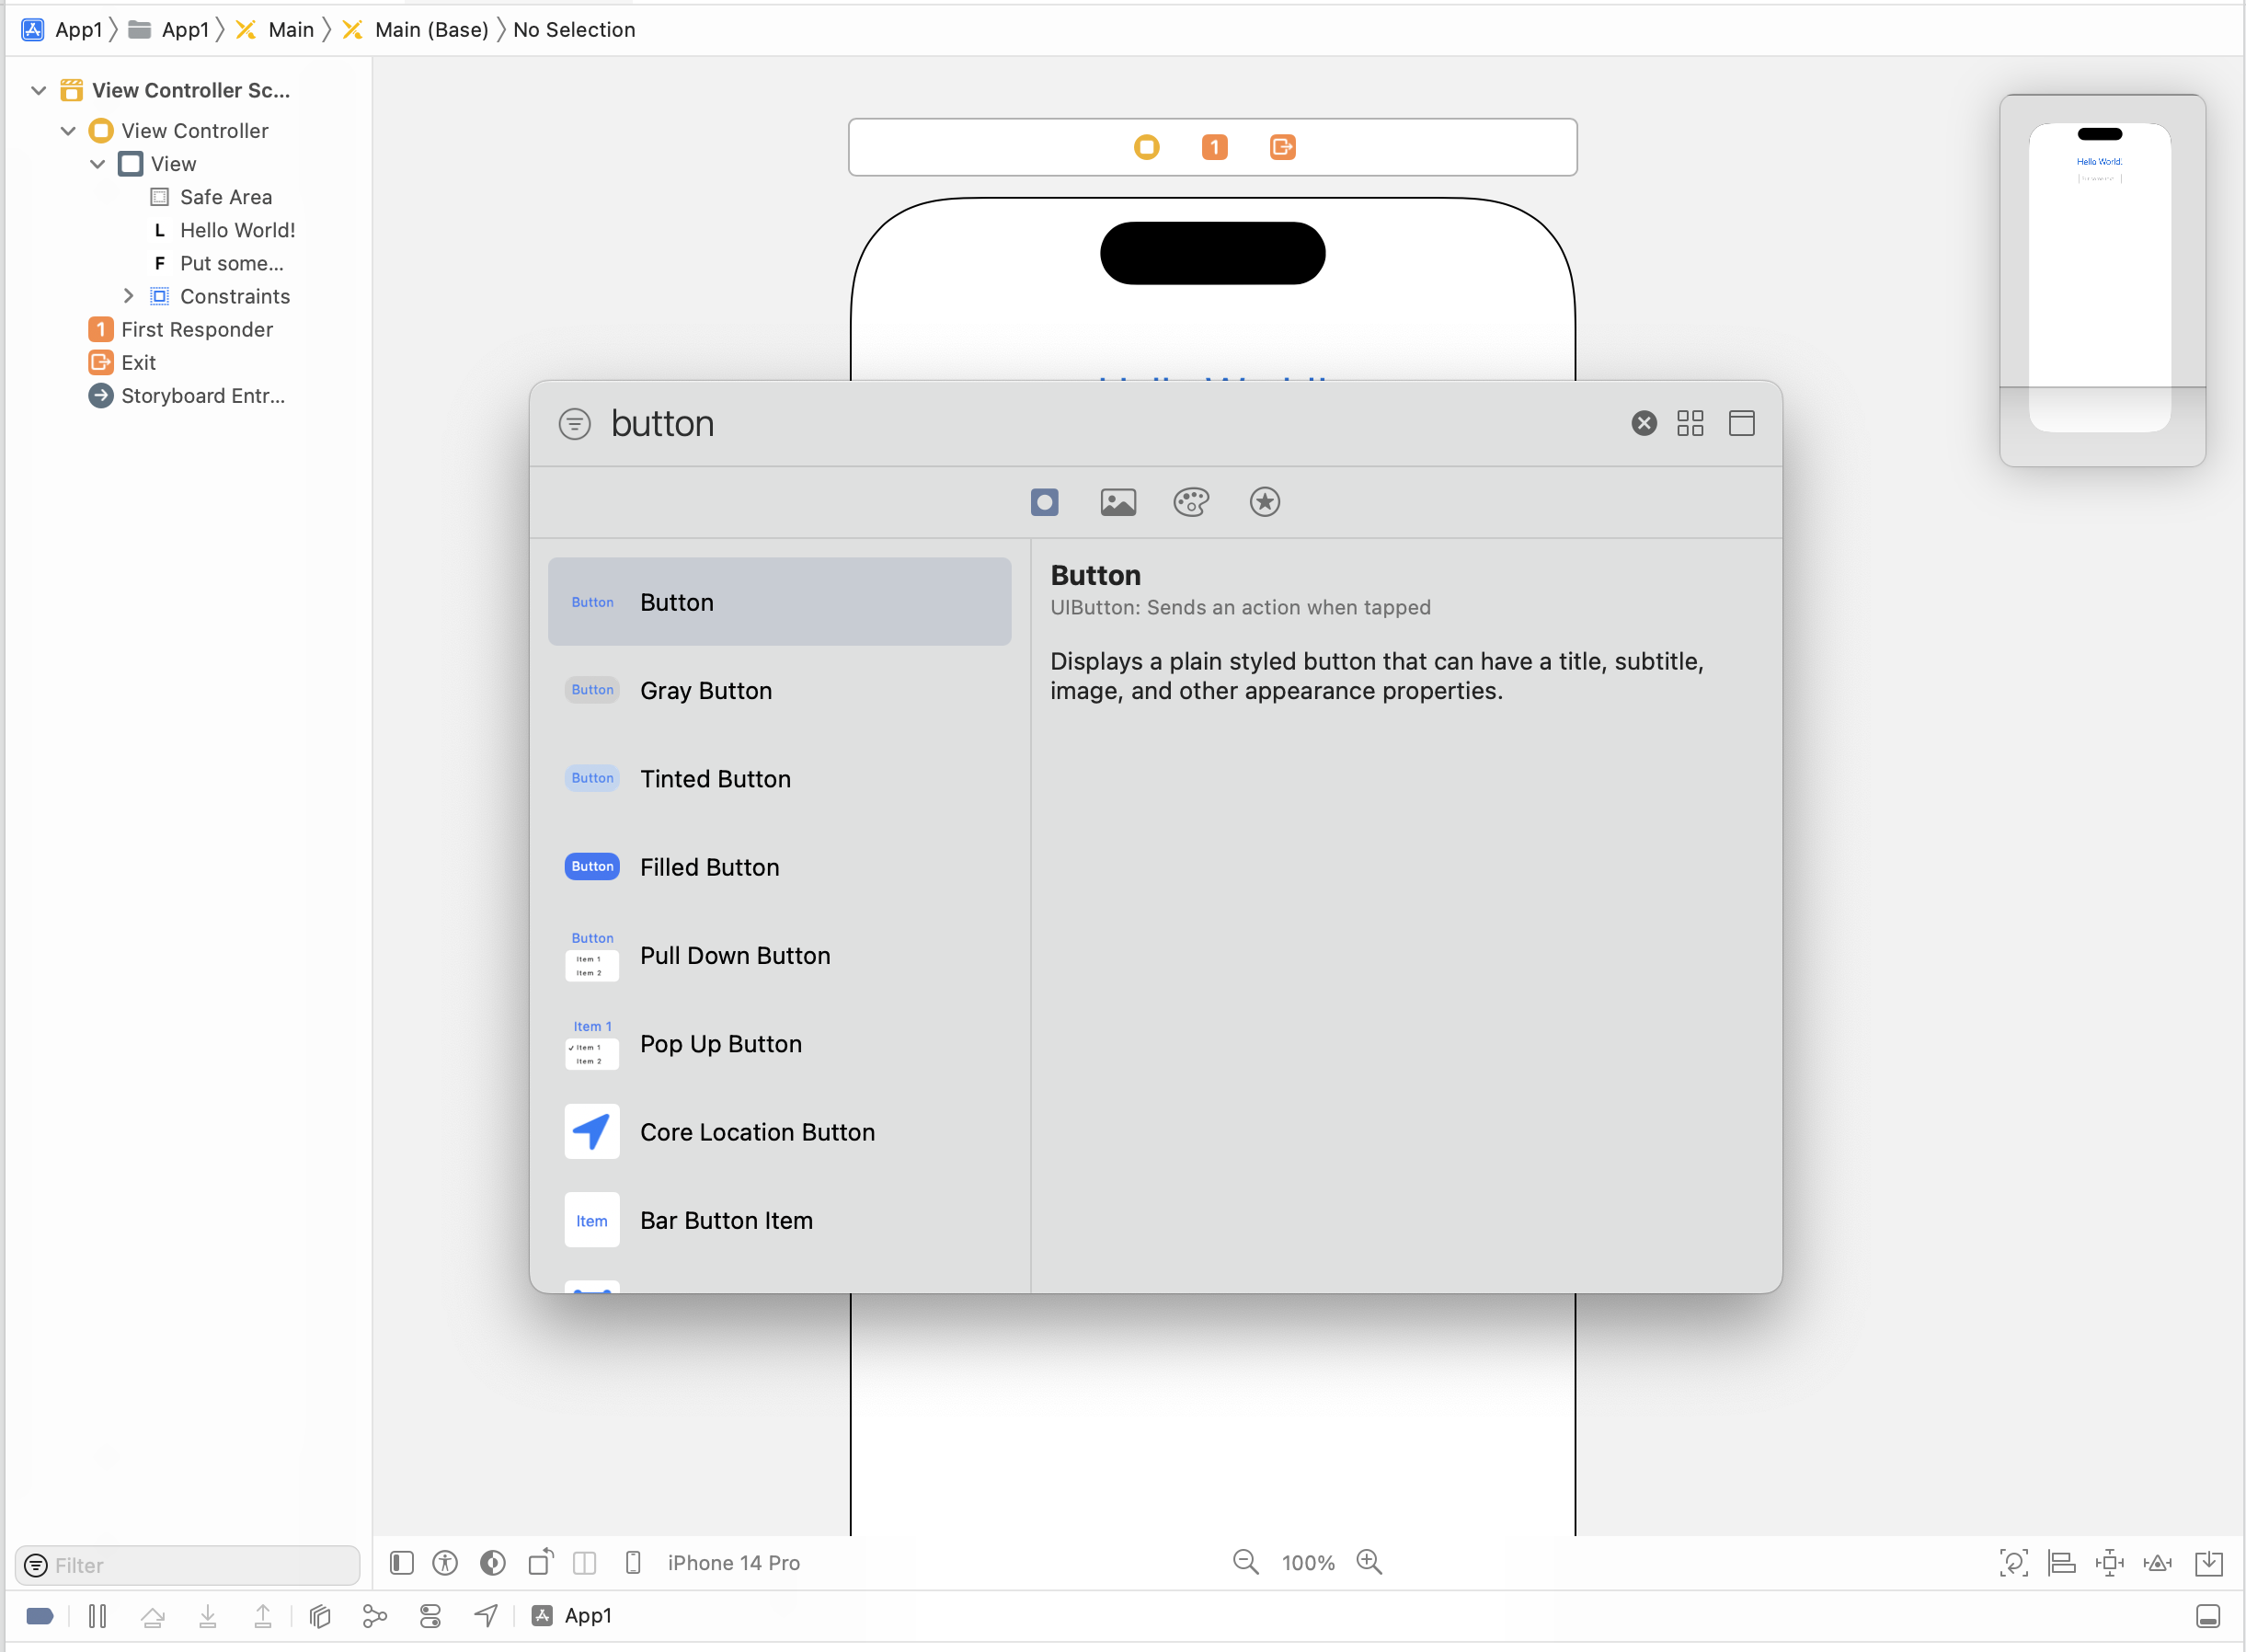 App1 App1 Main Main (Base) No Selection
View Controller Sc...
View Controller
View
Safe Area
L Hello World!
F Put some...
Constraints
1 First Responder
Exit
Storyboard Entr...
1
Hello World.
button
Button Button
Button Gray Button
Button Tinted Button
Button Filled Button
Button
Item 1
Item 2
Pull Down Button
Item 1
✓ Item 1
Item 2
Pop Up Button
Core Location Button
Item Bar Button Item
Button
UIButton: Sends an action when tapped
Displays a plain styled button that can have a title, subtitle,
image, and other appearance properties.
Filter
iPhone 14 Pro
100%
App1